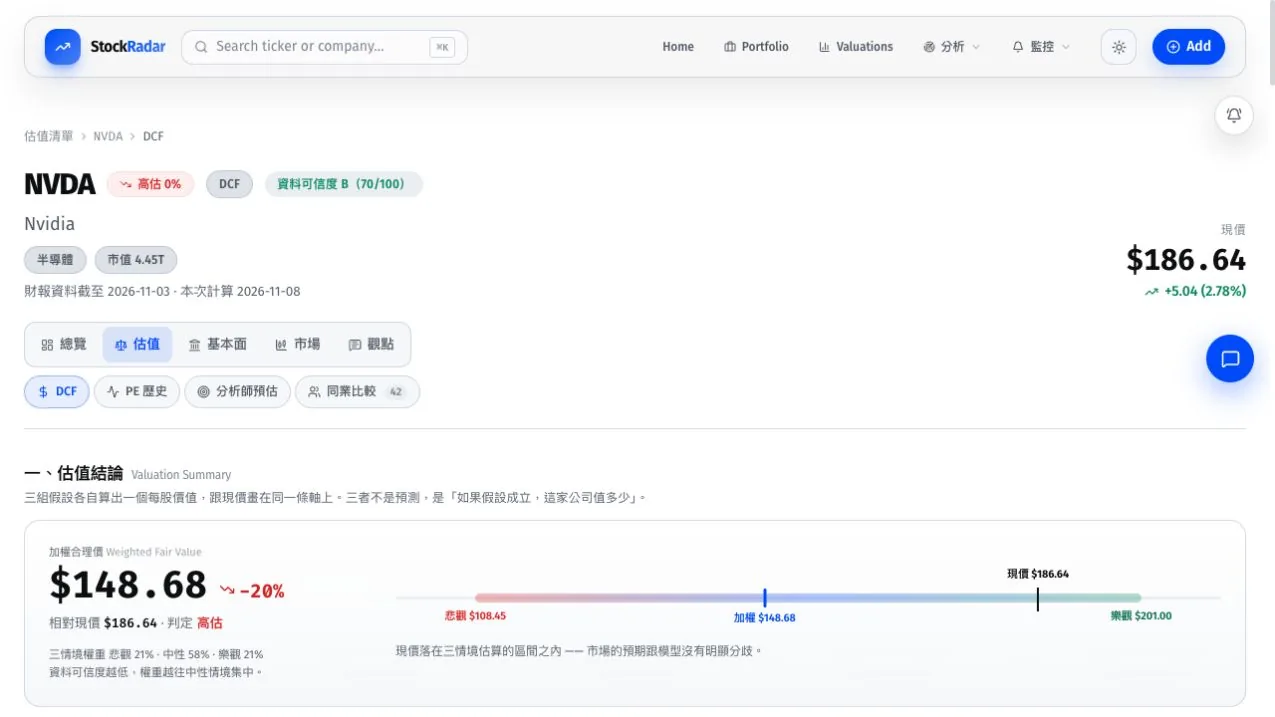 StockRadar Search ticker or company... ⌘K Home Portfolio Valuations 分析 監控 Add
估值清單 › NVDA › DCF
NVDA 高估 0% DCF 資料可信度 B（70/100）
Nvidia
現價
半導體 市值 4.45T
$186.64
財報資料截至 2026-11-03 · 本次計算 2026-11-08
+5.04 (2.78%)
總覽 估值 基本面 市場 觀點
DCF PE 歷史 分析師預估 同業比較 42
一、估值結論 Valuation Summary
三組假設各自算出一個每股價值，跟現價畫在同一條軸上。三者不是預測，是「如果假設成立，這家公司值多少」。
加權合理價 Weighted Fair Value
$148.68 -20%
相對現價 $186.64 · 判定 高估
三情境權重 悲觀 21% · 中性 58% · 樂觀 21%
資料可信度越低，權重越往中性情境集中。
現價 $186.64
悲觀 $108.45 加權 $148.68 樂觀 $201.00
現價落在三情境估算的區間之內 —— 市場的預期跟模型沒有明顯分歧。